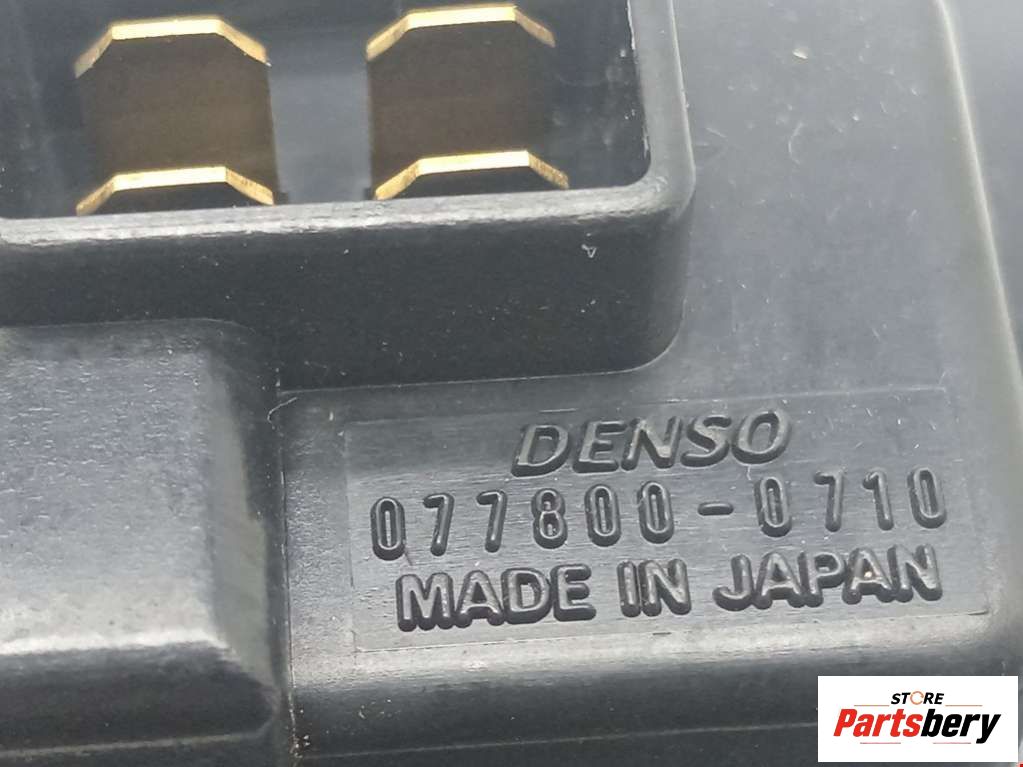 DENSO
077800-0710
MADE IN JAPAN
STORE
Partsbery